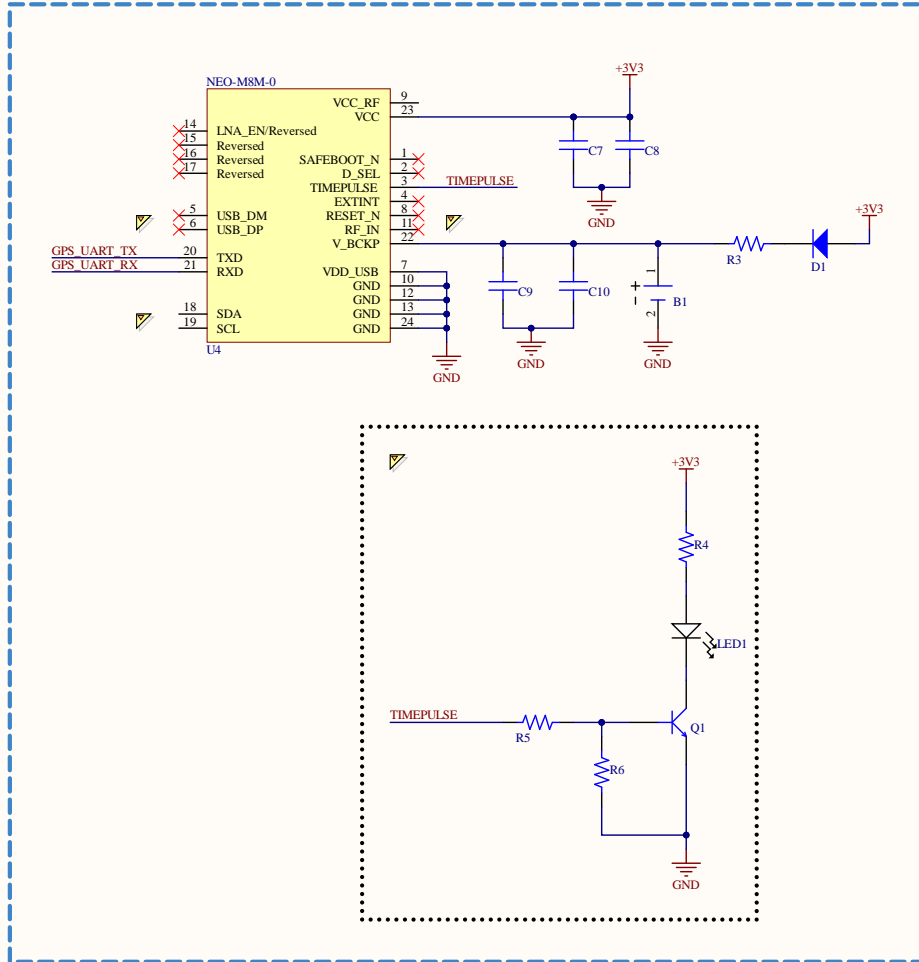 NEO-M8M-0
+3V3
VCC_RF 9
VCC 23
14 LNA_EN/Reversed
15 Reversed
16 Reversed
17 Reversed
SAFEBOOT_N 1
D_SEL 2
TIMEPULSE 3
TIMEPULSE
EXTINT 4
5 USB_DM
RESET_N 8
6 USB_DP
RF_IN 11
V_BCKP 22
C7
C8
GND
+3V3
GPS_UART_TX 20 TXD
GPS_UART_RX 21 RXD
VDD_USB 7
GND 10
GND 12
18 SDA
GND 13
19 SCL
GND 24
U4
GND
C9
C10
GND
1
+
B1
2
GND
R3
D1
+3V3
R4
LED1
TIMEPULSE
R5
Q1
R6
GND